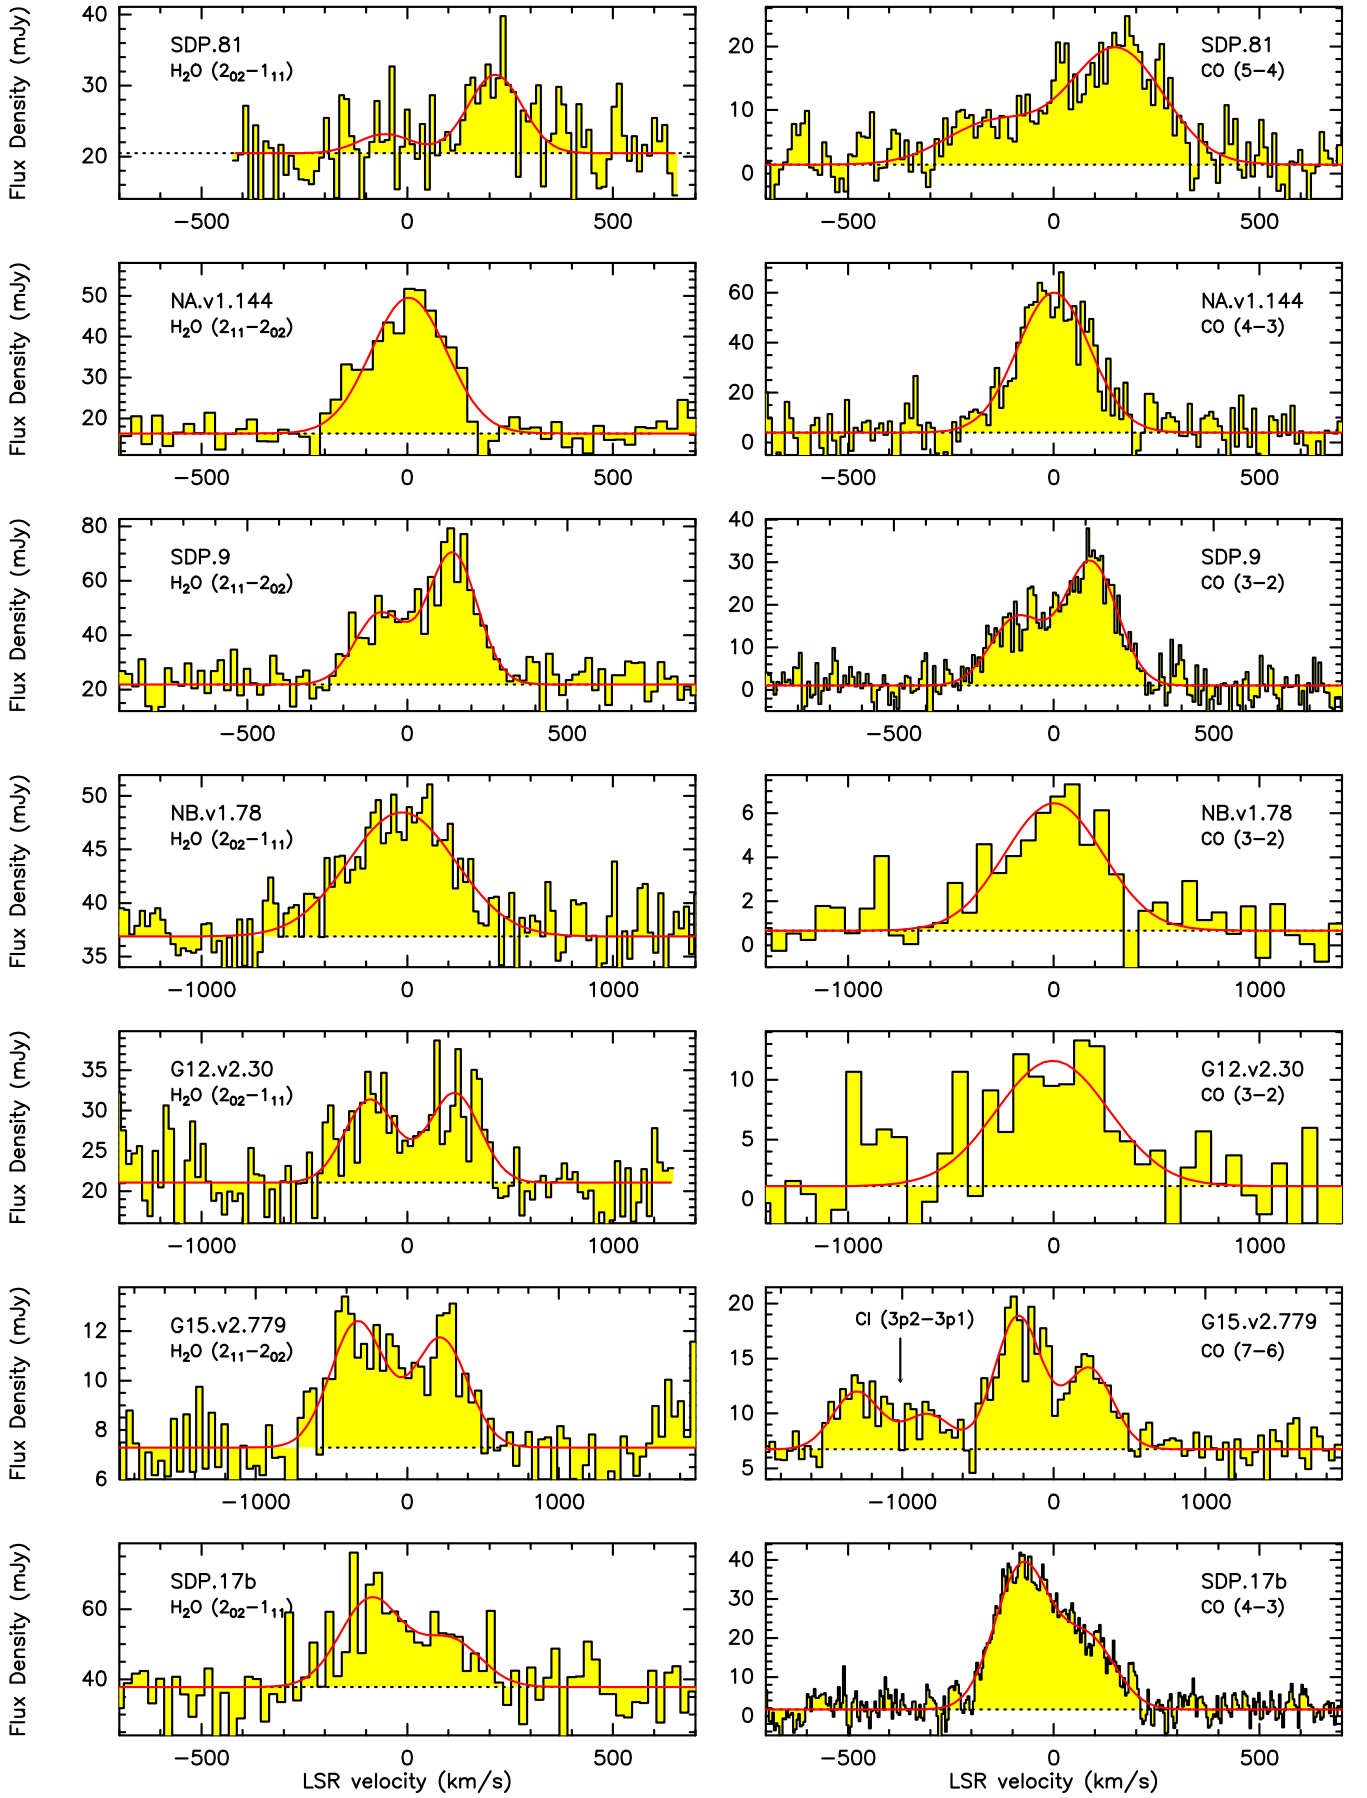 Flux Density (mJy)
40
30
20
SDP.81
H₂O (2₀₂−1₁₁)
−500 0 500
20
10
0
SDP.81
CO (5−4)
−500 0 500
Flux Density (mJy)
50
40
30
20
NA.v1.144
H₂O (2₁₁−2₀₂)
−500 0 500
60
40
20
0
NA.v1.144
CO (4−3)
−500 0 500
Flux Density (mJy)
80
60
40
20
SDP.9
H₂O (2₁₁−2₀₂)
−500 0 500
40
30
20
10
0
SDP.9
CO (3−2)
−500 0 500
Flux Density (mJy)
50
45
40
35
NB.v1.78
H₂O (2₀₂−1₁₁)
−1000 0 1000
6
4
2
0
NB.v1.78
CO (3−2)
−1000 0 1000
Flux Density (mJy)
35
30
25
20
G12.v2.30
H₂O (2₀₂−1₁₁)
−1000 0 1000
10
5
0
G12.v2.30
CO (3−2)
−1000 0 1000
Flux Density (mJy)
12
10
8
6
G15.v2.779
H₂O (2₁₁−2₀₂)
−1000 0 1000
20
15
10
5
CI (3p2−3p1)
G15.v2.779
CO (7−6)
−1000 0 1000
Flux Density (mJy)
60
40
SDP.17b
H₂O (2₀₂−1₁₁)
−500 0 500
LSR velocity (km/s)
40
30
20
10
0
SDP.17b
CO (4−3)
−500 0 500
LSR velocity (km/s)